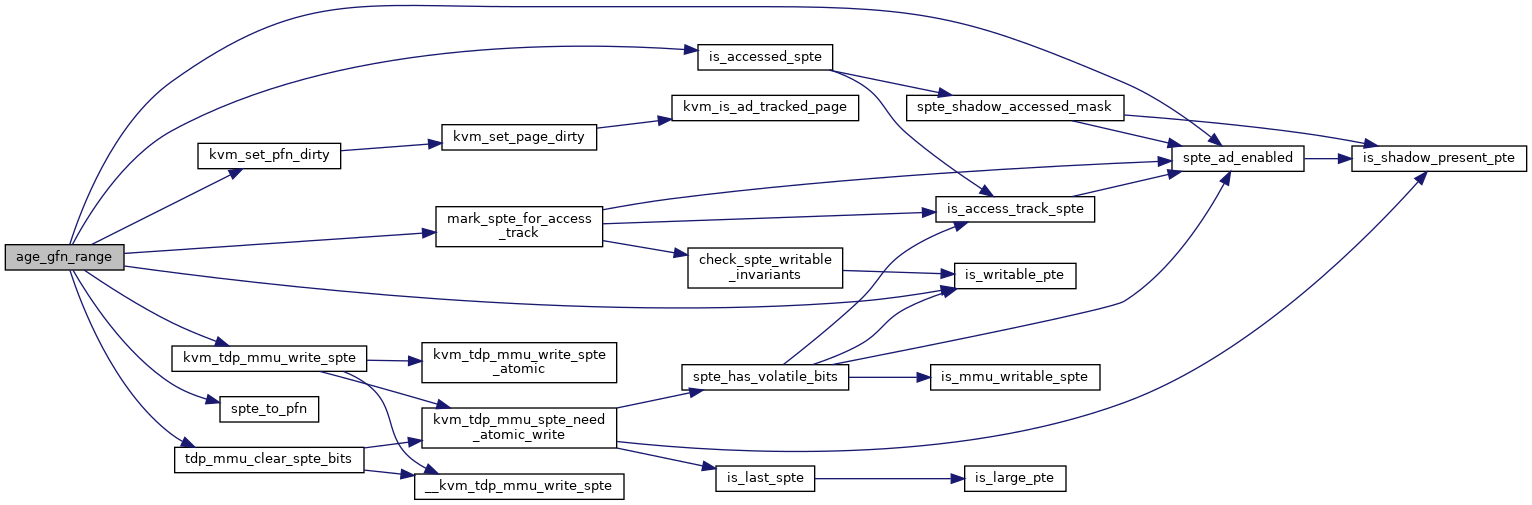 is_accessed_spte
kvm_is_ad_tracked_page
spte_shadow_accessed_mask
kvm_set_page_dirty
kvm_set_pfn_dirty
spte_ad_enabled
is_shadow_present_pte
mark_spte_for_access
_track
is_access_track_spte
age_gfn_range
check_spte_writable
_invariants
is_writable_pte
kvm_tdp_mmu_write_spte
kvm_tdp_mmu_write_spte
_atomic
spte_has_volatile_bits
is_mmu_writable_spte
spte_to_pfn
kvm_tdp_mmu_spte_need
_atomic_write
tdp_mmu_clear_spte_bits
is_last_spte
is_large_pte
__kvm_tdp_mmu_write_spte